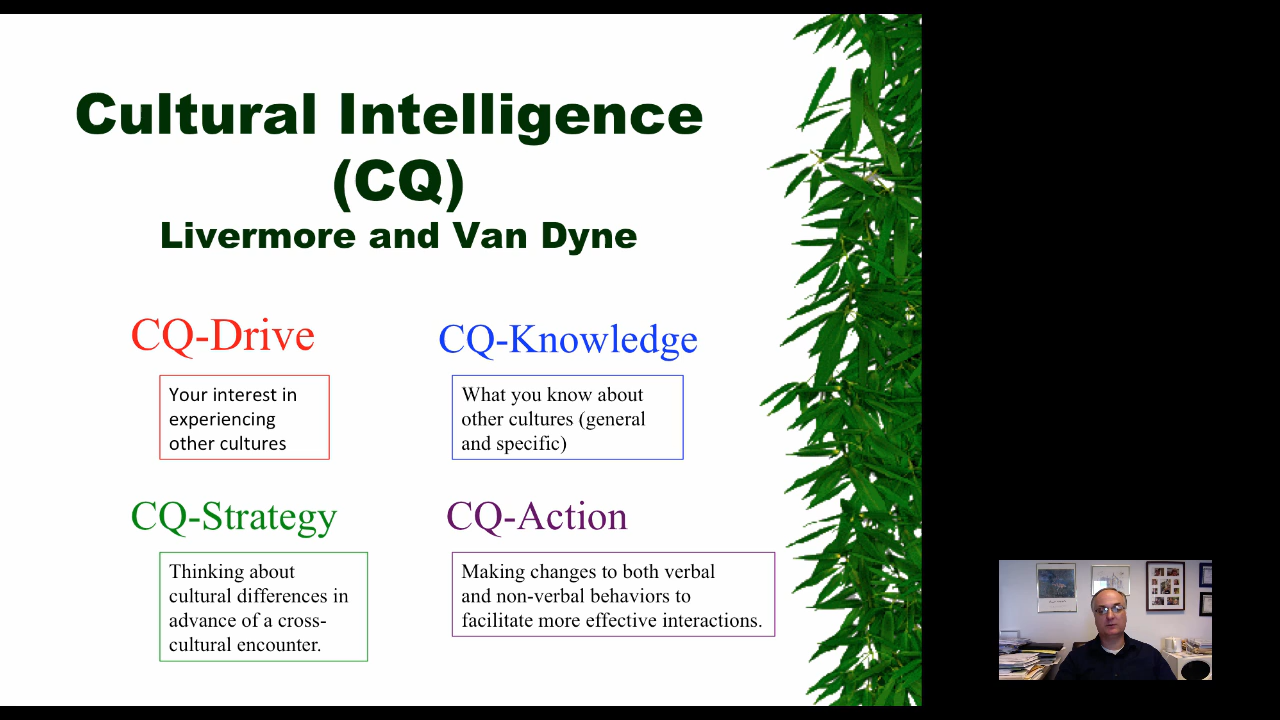 Cultural Intelligence
(CQ)
Livermore and Van Dyne
CQ-Drive
Your interest in
experiencing
other cultures
CQ-Knowledge
What you know about
other cultures (general
and specific)
CQ-Strategy
Thinking about
cultural differences in
advance of a cross-
cultural encounter.
CQ-Action
Making changes to both verbal
and non-verbal behaviors to
facilitate more effective interactions.